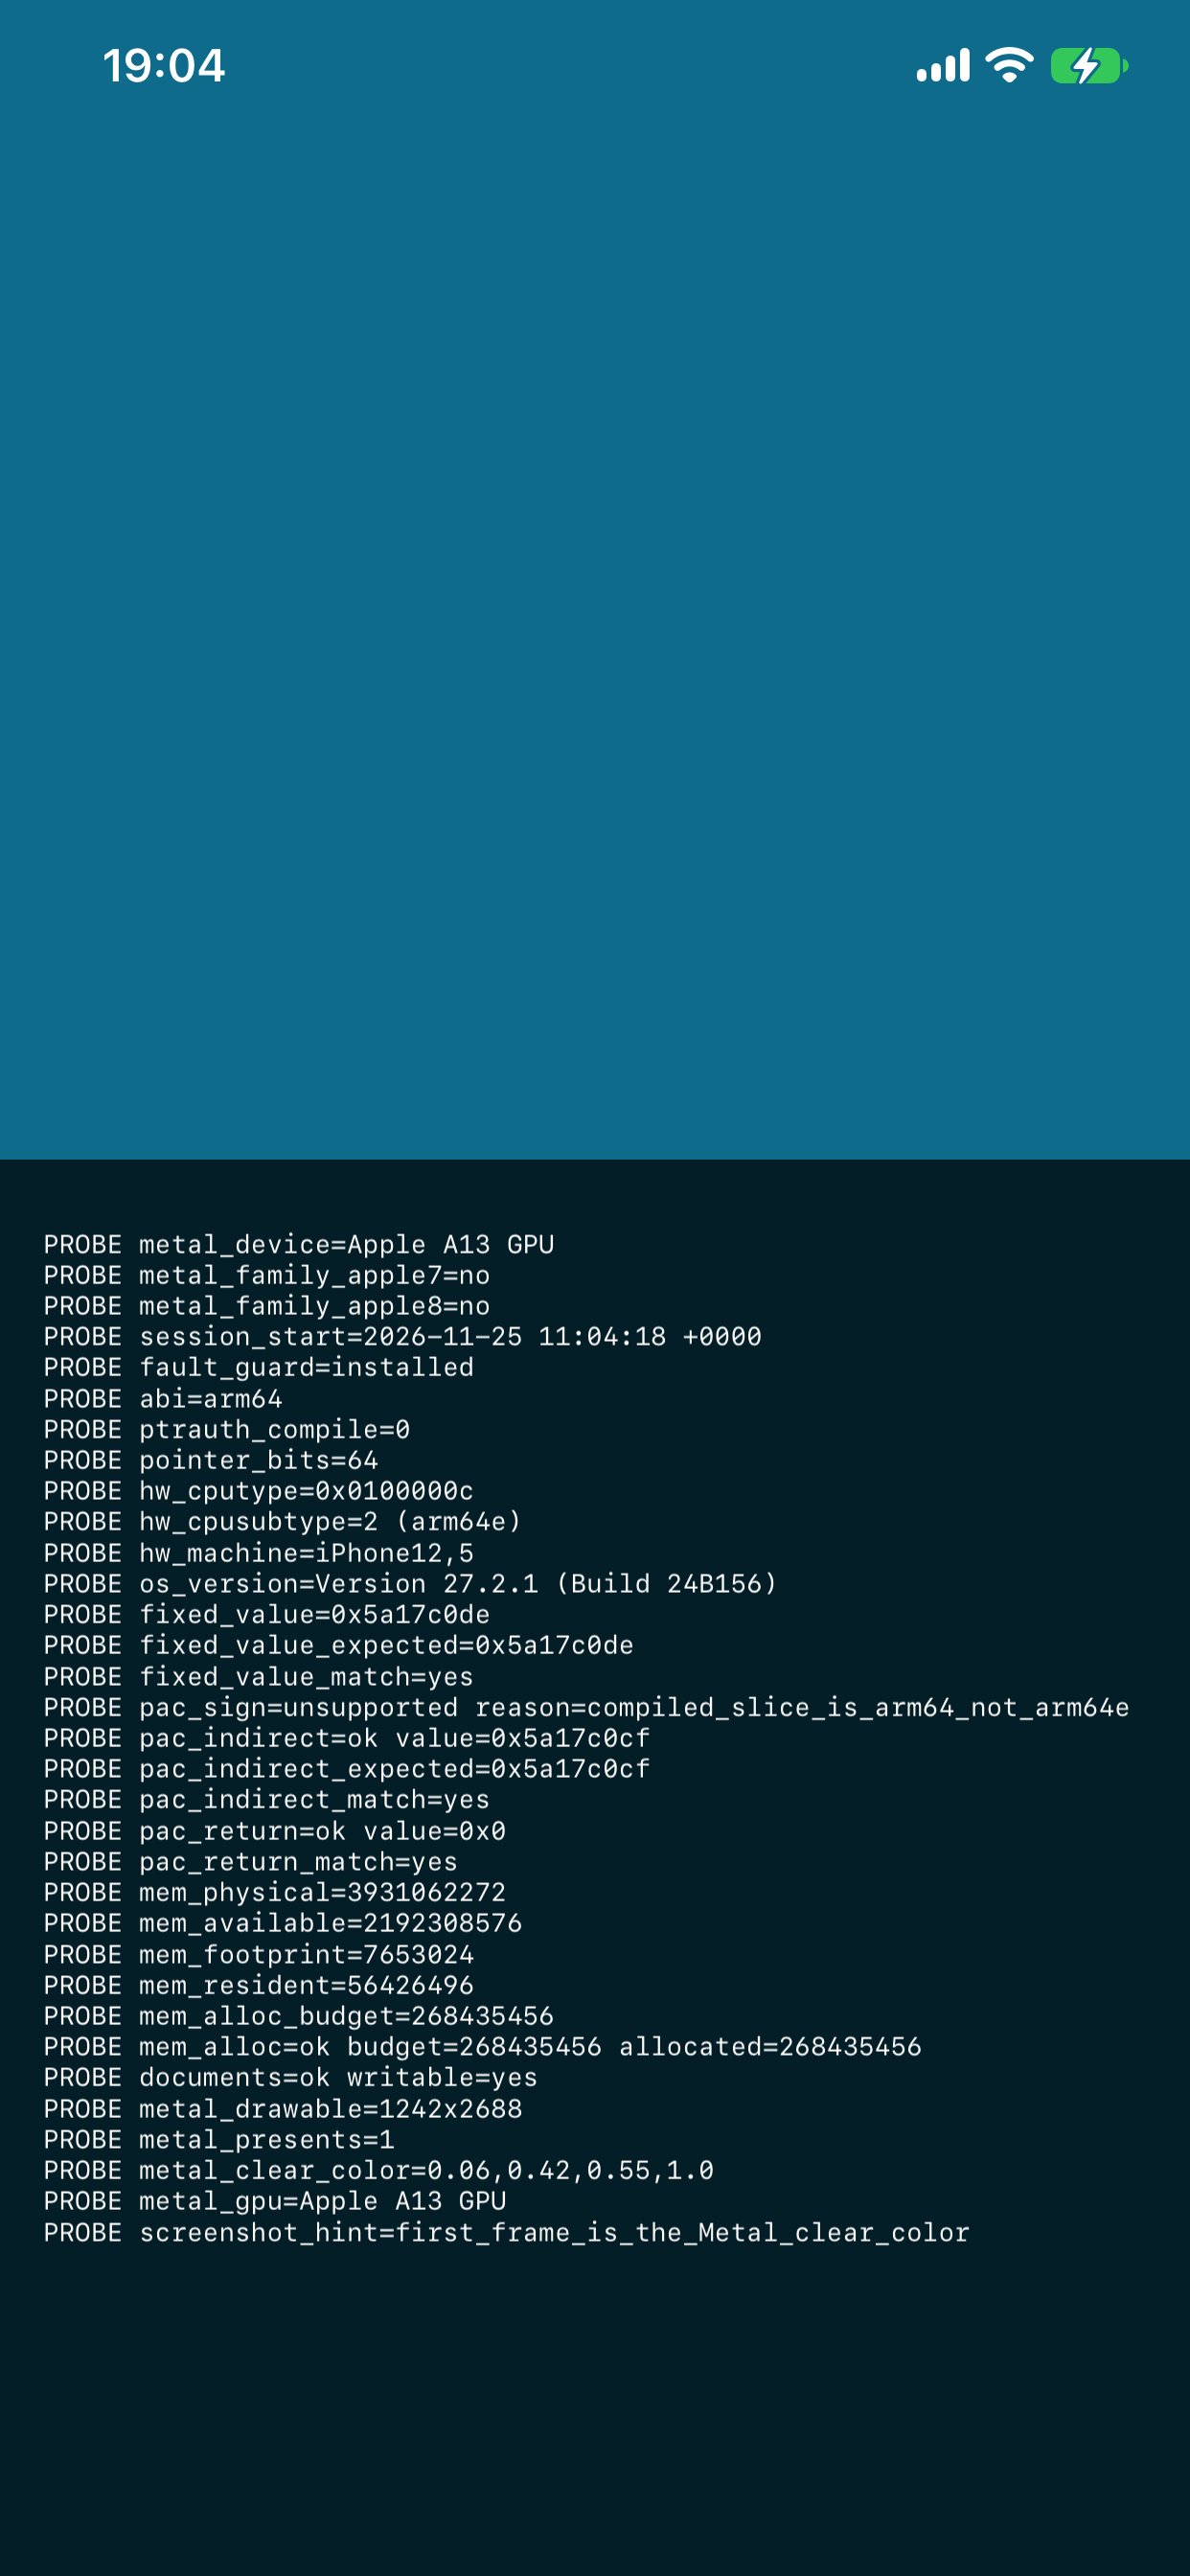 19:04
PROBE metal_device=Apple A13 GPU
PROBE metal_family_apple7=no
PROBE metal_family_apple8=no
PROBE session_start=2026-11-25 11:04:18 +0000
PROBE fault_guard=installed
PROBE abi=arm64
PROBE ptrauth_compile=0
PROBE pointer_bits=64
PROBE hw_cputype=0x0100000c
PROBE hw_cpusubtype=2 (arm64e)
PROBE hw_machine=iPhone12,5
PROBE os_version=Version 27.2.1 (Build 24B156)
PROBE fixed_value=0x5a17c0de
PROBE fixed_value_expected=0x5a17c0de
PROBE fixed_value_match=yes
PROBE pac_sign=unsupported reason=compiled_slice_is_arm64_not_arm64e
PROBE pac_indirect=ok value=0x5a17c0cf
PROBE pac_indirect_expected=0x5a17c0cf
PROBE pac_indirect_match=yes
PROBE pac_return=ok value=0x0
PROBE pac_return_match=yes
PROBE mem_physical=3931062272
PROBE mem_available=2192308576
PROBE mem_footprint=7653024
PROBE mem_resident=56426496
PROBE mem_alloc_budget=268435456
PROBE mem_alloc=ok budget=268435456 allocated=268435456
PROBE documents=ok writable=yes
PROBE metal_drawable=1242x2688
PROBE metal_presents=1
PROBE metal_clear_color=0.06,0.42,0.55,1.0
PROBE metal_gpu=Apple A13 GPU
PROBE screenshot_hint=first_frame_is_the_Metal_clear_color